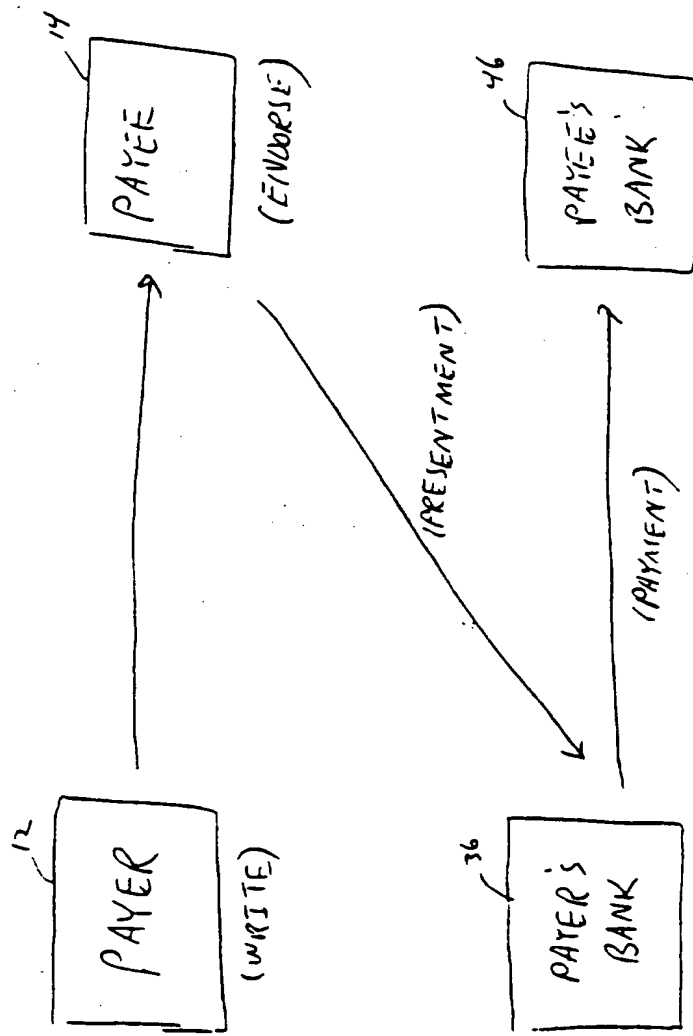 12
PAYER
(WRITE)
14
PAYEE
(ENDORSE)
(PRESENTMENT)
36
PAYER'S
BANK
(PAYMENT)
46
PAYEE'S
BANK